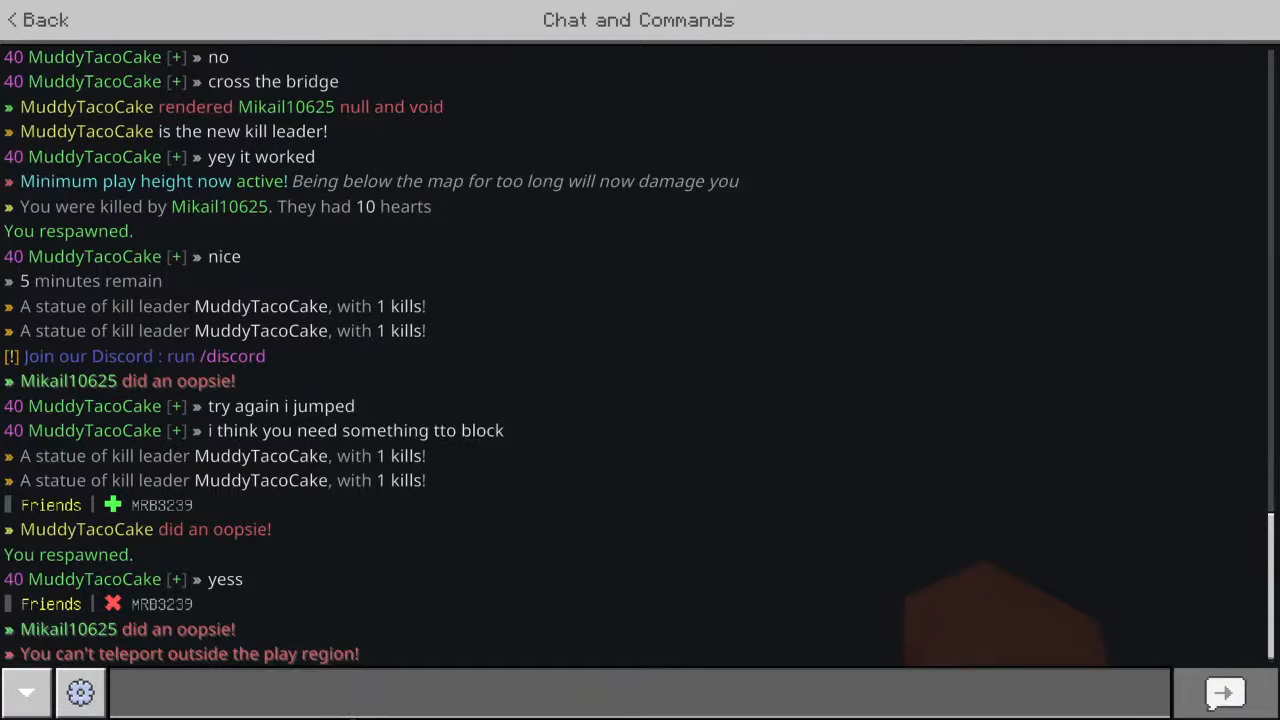 < Back
Chat and Commands
40 MuddyTacoCake [+] » no
40 MuddyTacoCake [+] » cross the bridge
» MuddyTacoCake rendered Mikail10625 null and void
» MuddyTacoCake is the new kill leader!
40 MuddyTacoCake [+] » yey it worked
» Minimum play height now active! Being below the map for too long will now damage you
» You were killed by Mikail10625. They had 10 hearts
You respawned.
40 MuddyTacoCake [+] » nice
» 5 minutes remain
» A statue of kill leader MuddyTacoCake, with 1 kills!
» A statue of kill leader MuddyTacoCake, with 1 kills!
[!] Join our Discord : run /discord
» Mikail10625 did an oopsie!
40 MuddyTacoCake [+] » try again i jumped
40 MuddyTacoCake [+] » i think you need something tto block
» A statue of kill leader MuddyTacoCake, with 1 kills!
» A statue of kill leader MuddyTacoCake, with 1 kills!
Friends | + MRB3239
» MuddyTacoCake did an oopsie!
You respawned.
40 MuddyTacoCake [+] » yess
Friends | ✖ MRB3239
» Mikail10625 did an oopsie!
» You can't teleport outside the play region!